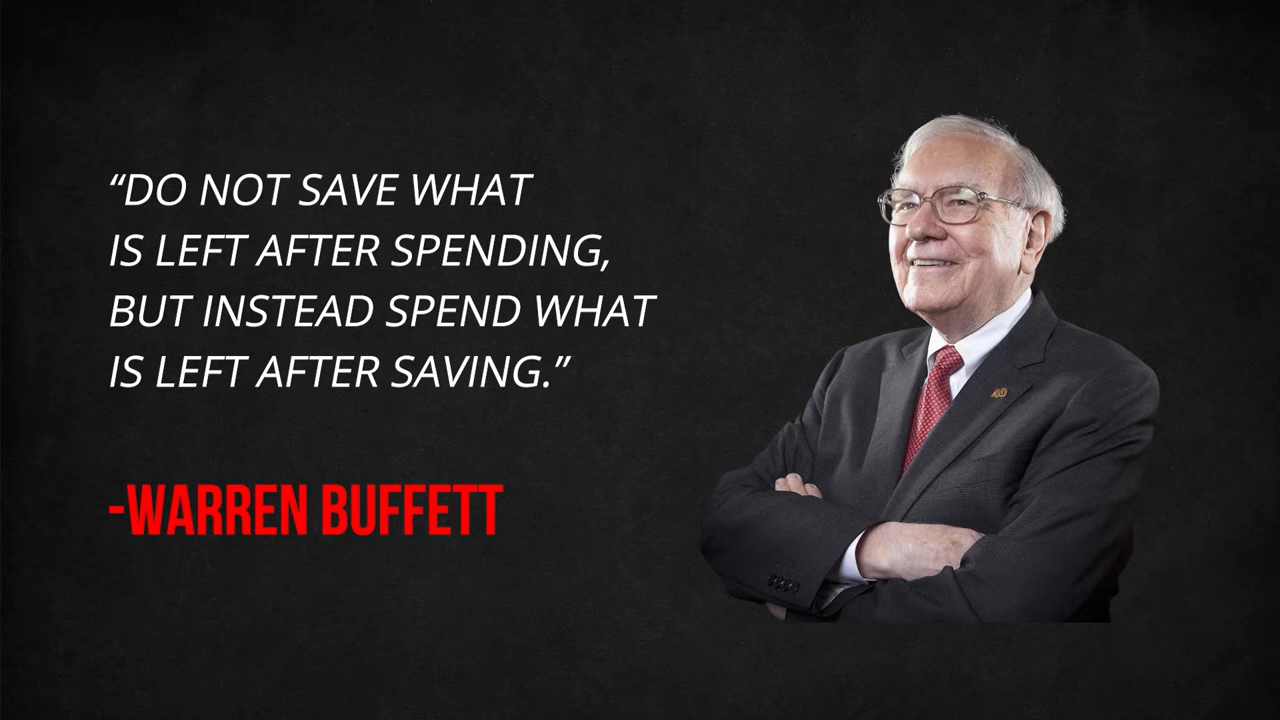 “DO NOT SAVE WHAT
IS LEFT AFTER SPENDING,
BUT INSTEAD SPEND WHAT
IS LEFT AFTER SAVING.”
-WARREN BUFFETT